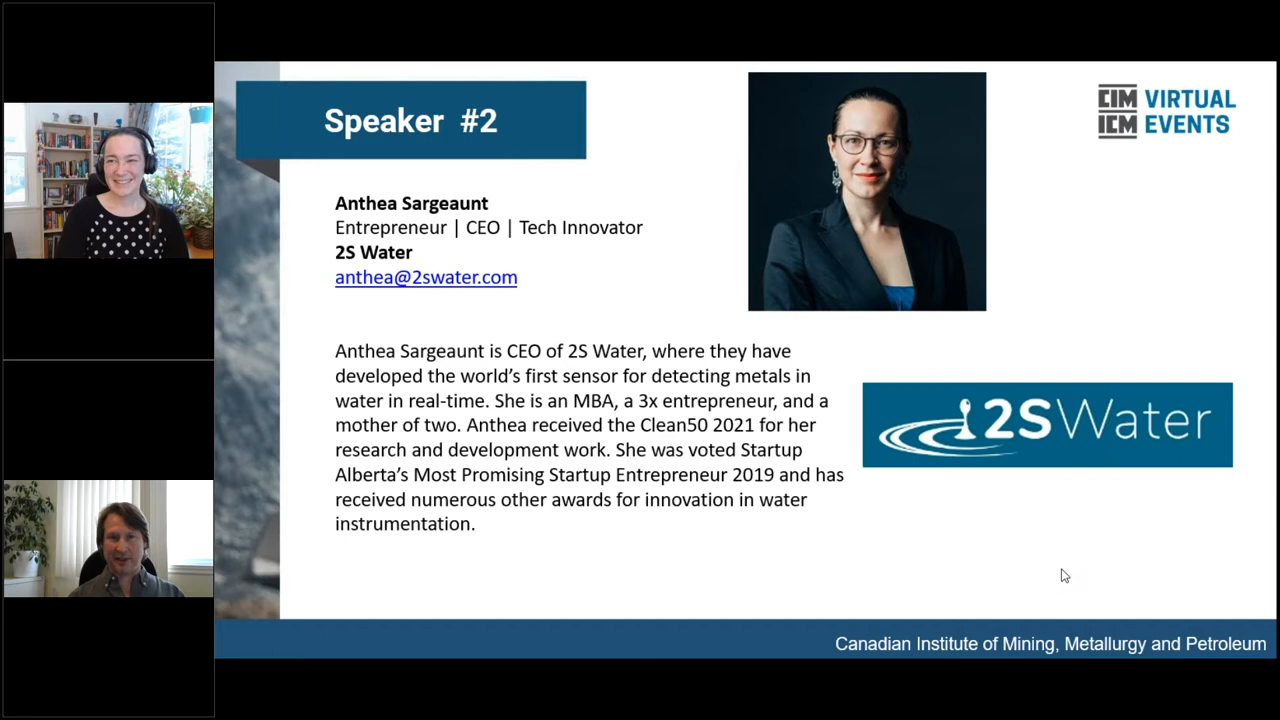 Speaker #2
CIM VIRTUAL
ICM EVENTS
Anthea Sargeaunt
Entrepreneur | CEO | Tech Innovator
2S Water
anthea@2swater.com
Anthea Sargeaunt is CEO of 2S Water, where they have
developed the world’s first sensor for detecting metals in
water in real-time. She is an MBA, a 3x entrepreneur, and a
mother of two. Anthea received the Clean50 2021 for her
research and development work. She was voted Startup
Alberta’s Most Promising Startup Entrepreneur 2019 and has
received numerous other awards for innovation in water
instrumentation.
2SWater
Canadian Institute of Mining, Metallurgy and Petroleum